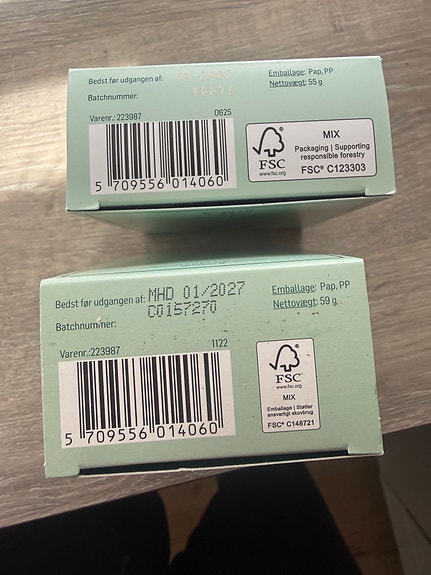 Bedst før udgangen af:
Batchnummer:
Emballage: Pap, PP
Nettovægt: 55 g
Varenr.: 223987
0625
5 709556 014060
FSC
www.fsc.org
MIX
Packaging | Supporting
responsible forestry
FSC® C123303
Bedst før udgangen af: MHD 01/2027
C0157270
Batchnummer:
Emballage: Pap, PP
Nettovægt: 59 g
Varenr.: 223987
1122
5 709556 014060
FSC
www.fsc.org
MIX
Emballage | Støtter
ansvarligt skovbrug
FSC® C148721